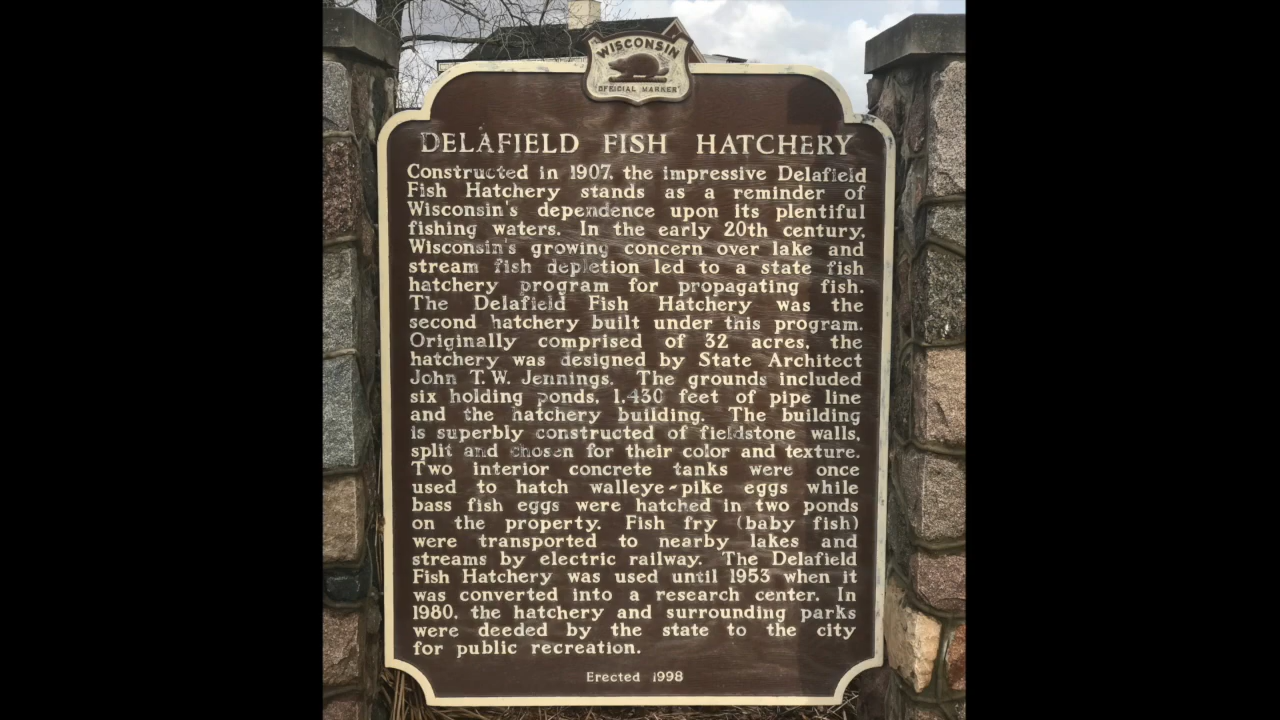 WISCONSIN
OFFICIAL MARKER
DELAFIELD FISH HATCHERY
Constructed in 1907, the impressive Delafield
Fish Hatchery stands as a reminder of
Wisconsin's dependence upon its plentiful
fishing waters. In the early 20th century,
Wisconsin's growing concern over lake and
stream fish depletion led to a state fish
hatchery program for propagating fish.
The Delafield Fish Hatchery was the
second hatchery built under this program.
Originally comprised of 32 acres, the
hatchery was designed by State Architect
John T.W. Jennings. The grounds included
six holding ponds, 1,430 feet of pipe line
and the hatchery building. The building
is superbly constructed of fieldstone walls,
split and chosen for their color and texture.
Two interior concrete tanks were once
used to hatch walleye-pike eggs while
bass fish eggs were hatched in two ponds
on the property. Fish fry (baby fish)
were transported to nearby lakes and
streams by electric railway. The Delafield
Fish Hatchery was used until 1953 when it
was converted into a research center. In
1980, the hatchery and surrounding parks
were deeded by the state to the city
for public recreation.
Erected 1998